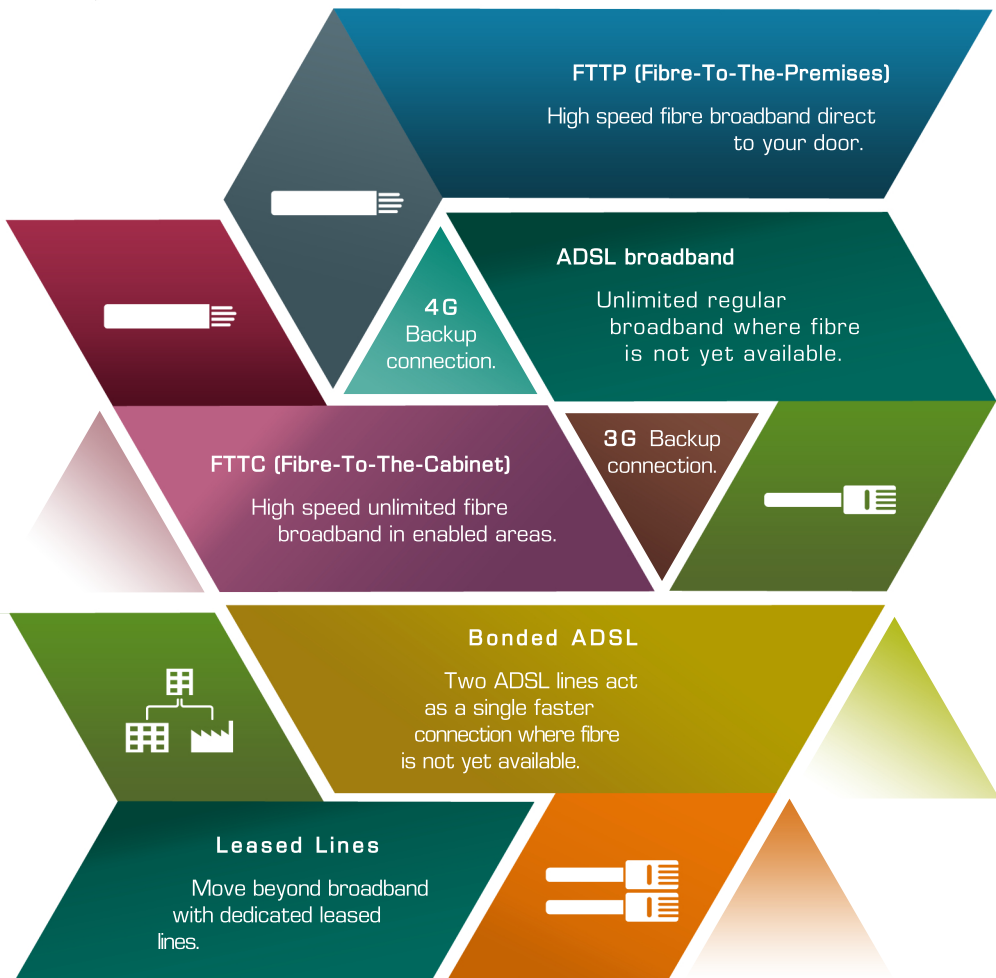 FTTP (Fibre-To-The-Premises)
High speed fibre broadband direct
to your door.
ADSL broadband
Unlimited regular
broadband where fibre
is not yet available.
4G
Backup
connection.
3G Backup
connection.
FTTC (Fibre-To-The-Cabinet)
High speed unlimited fibre
broadband in enabled areas.
Bonded ADSL
Two ADSL lines act
as a single faster
connection where fibre
is not yet available.
Leased Lines
Move beyond broadband
with dedicated leased
lines.